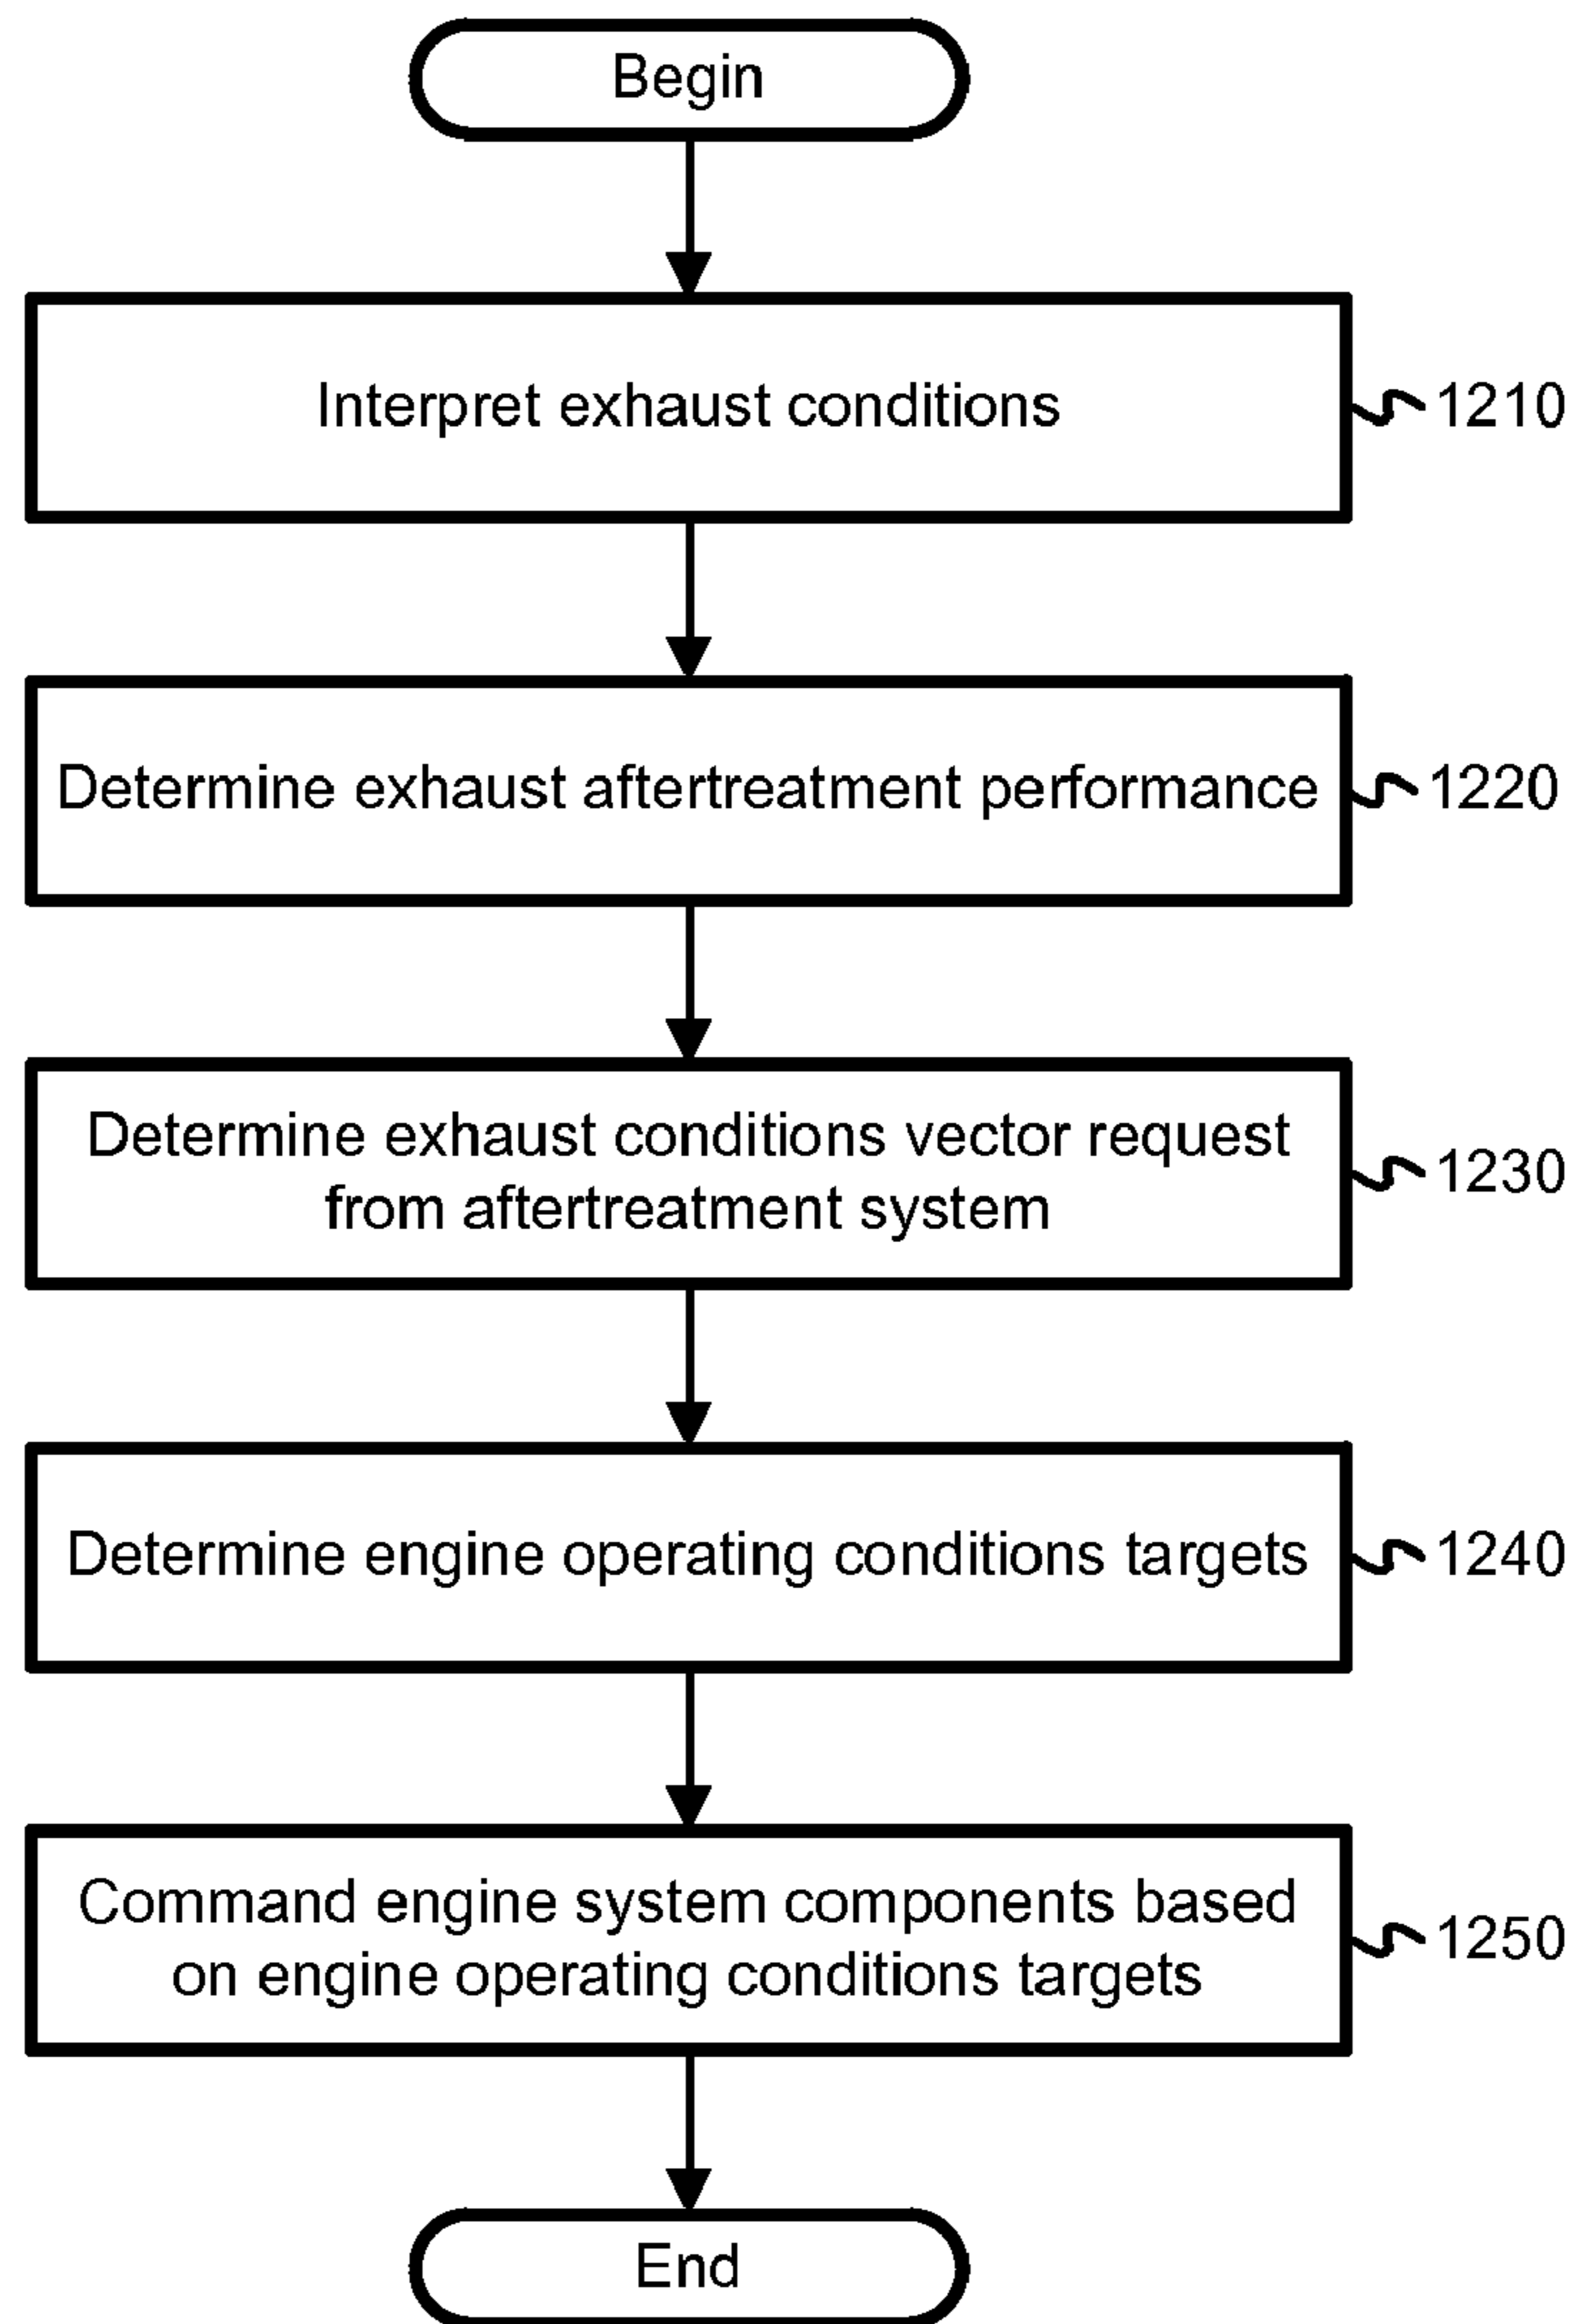 Begin
Interpret exhaust conditions
1210
Determine exhaust aftertreatment performance
1220
Determine exhaust conditions vector request
from aftertreatment system
1230
Determine engine operating conditions targets
1240
Command engine system components based
on engine operating conditions targets
1250
End